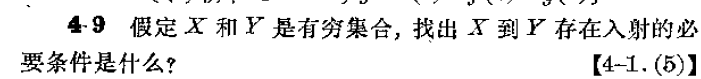 4-9 假定 X 和 Y 是有穷集合, 找出 X 到 Y 存在入射的必
要条件是什么? 【4-1. (5)】